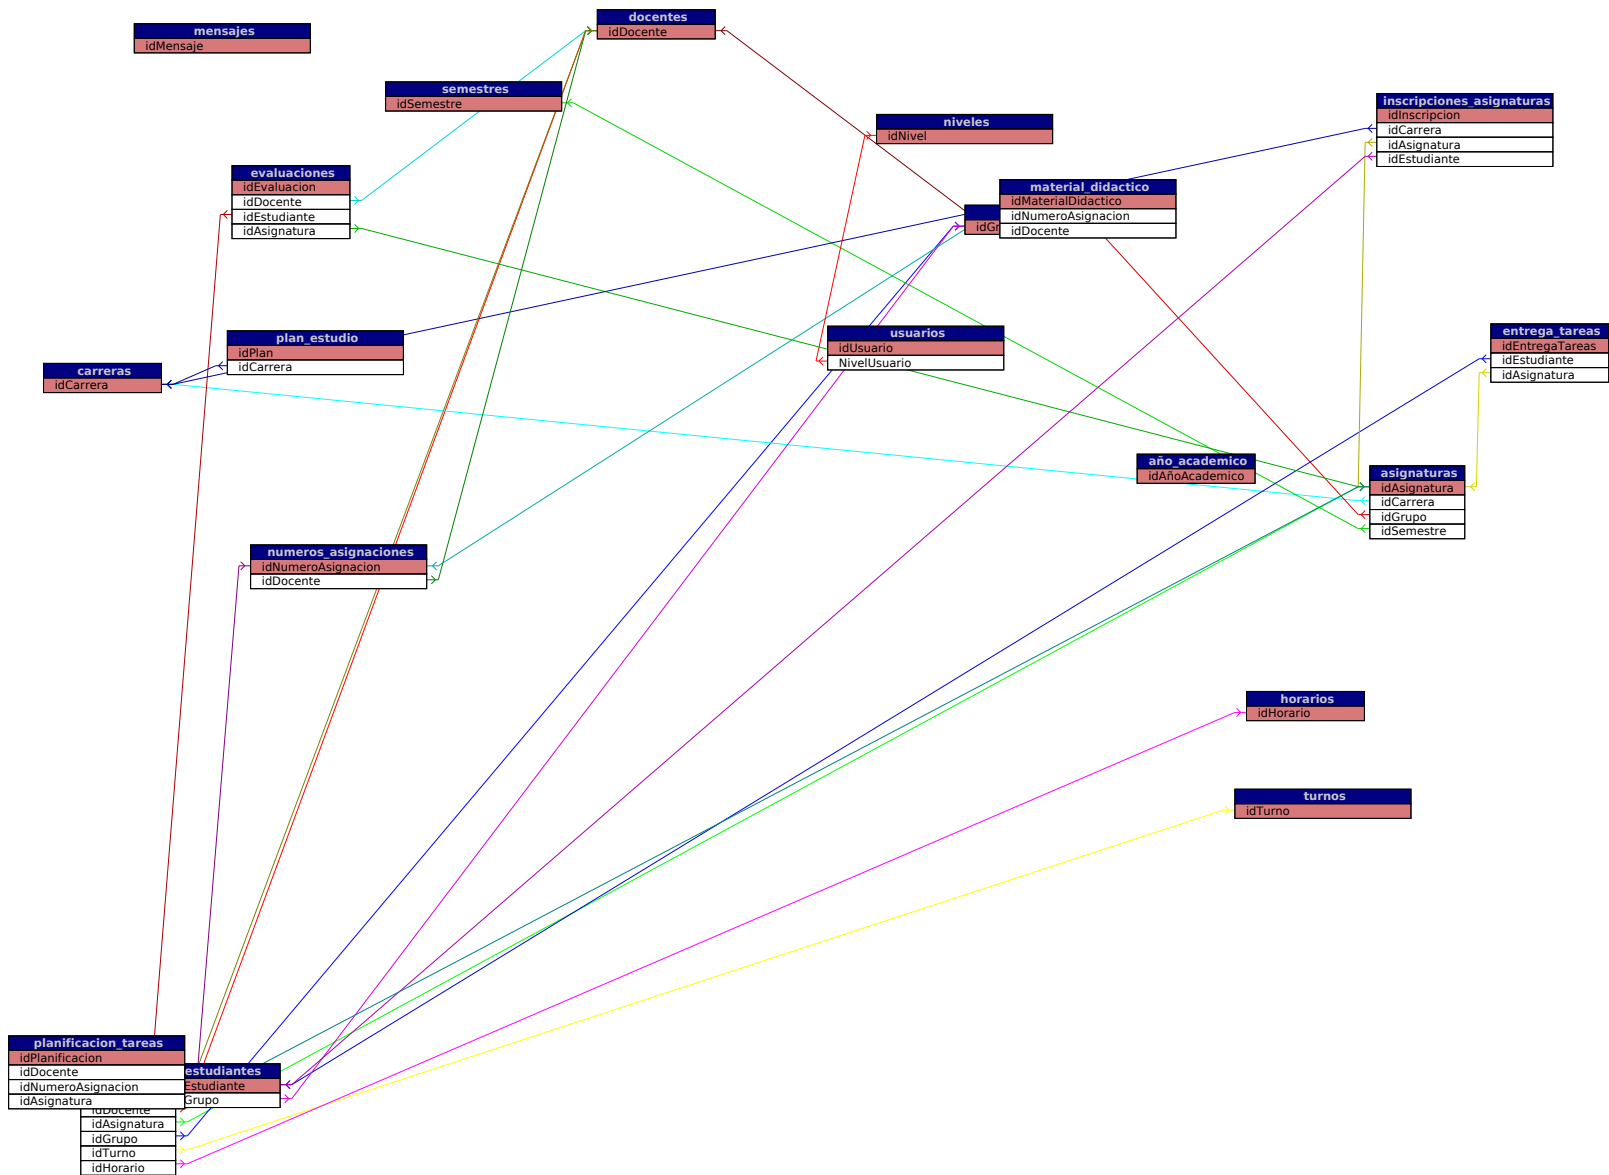 mensajes
idMensaje
docentes
idDocente
semestres
idSemestre
niveles
idNivel
inscripciones_asignaturas
idInscripcion
idCarrera
idAsignatura
idEstudiante
evaluaciones
idEvaluacion
idDocente
idEstudiante
idAsignatura
material_didactico
idMaterialDidactico
idNumeroAsignacion
idDocente
plan_estudio
idPlan
idCarrera
carreras
idCarrera
usuarios
idUsuario
NivelUsuario
entrega_tareas
idEntregaTareas
idEstudiante
idAsignatura
año_academico
idAñoAcademico
asignaturas
idAsignatura
idCarrera
idGrupo
idSemestre
numeros_asignaciones
idNumeroAsignacion
idDocente
horarios
idHorario
turnos
idTurno
planificacion_tareas
idPlanificacion
idDocente
idNumeroAsignacion
idAsignatura
estudiantes
Estudiante
Grupo
idDocente
idAsignatura
idGrupo
idTurno
idHorario